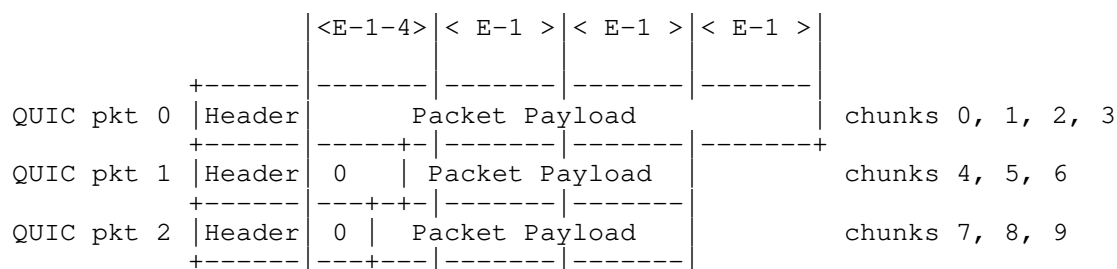 |<E-1-4>|< E-1 >|< E-1 >|< E-1 >|
QUIC pkt 0 |Header| Packet Payload | chunks 0, 1, 2, 3
QUIC pkt 1 |Header| 0 | Packet Payload | chunks 4, 5, 6
QUIC pkt 2 |Header| 0 | Packet Payload | chunks 7, 8, 9